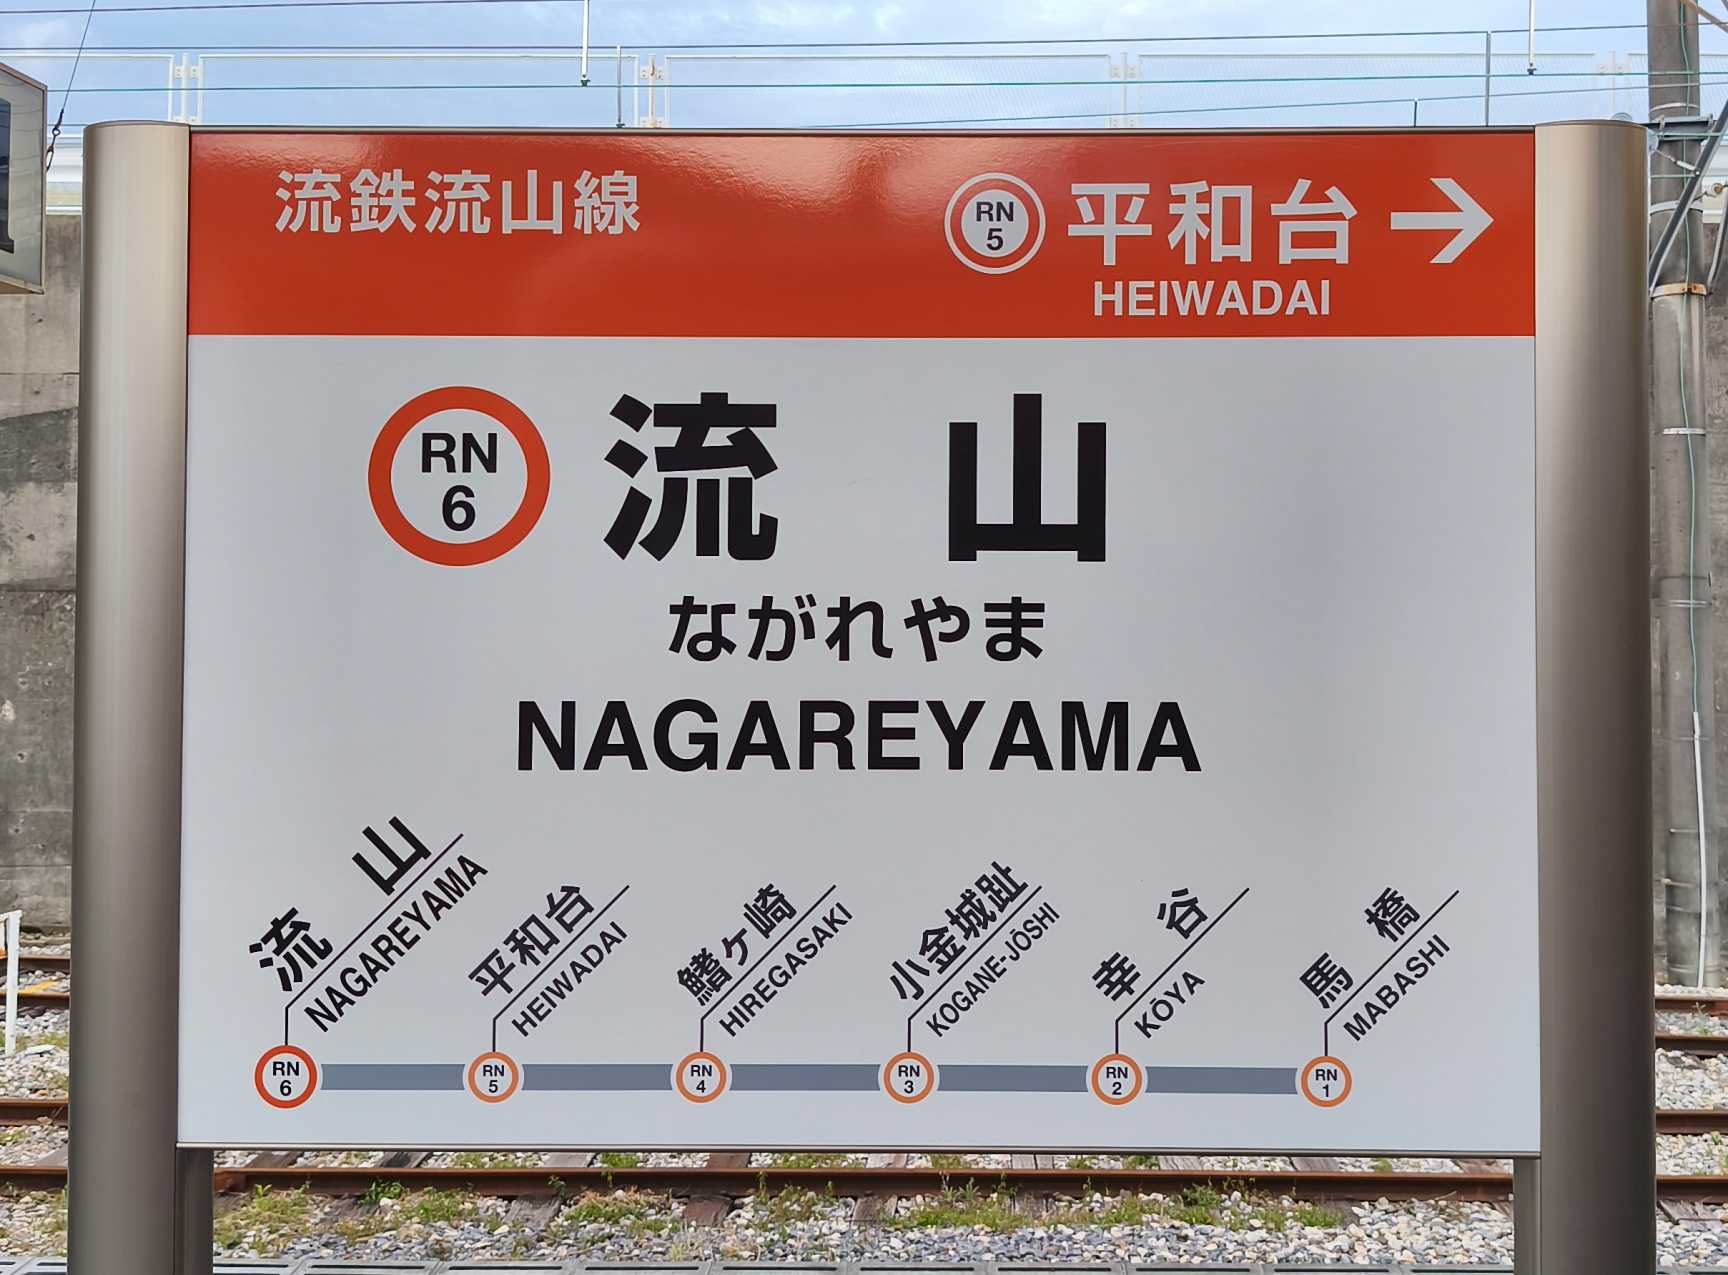 流鉄流山線
RN
5
平和台
HEIWADAI
RN
6
流 山
ながれやま
NAGAREYAMA
流 山
NAGAREYAMA
平和台
HEIWADAI
鰭ヶ崎
HIREGASAKI
小金城趾
KOGANE-JŌSHI
幸 谷
KŌYA
馬 橋
MABASHI
RN
6
RN
5
RN
4
RN
3
RN
2
RN
1